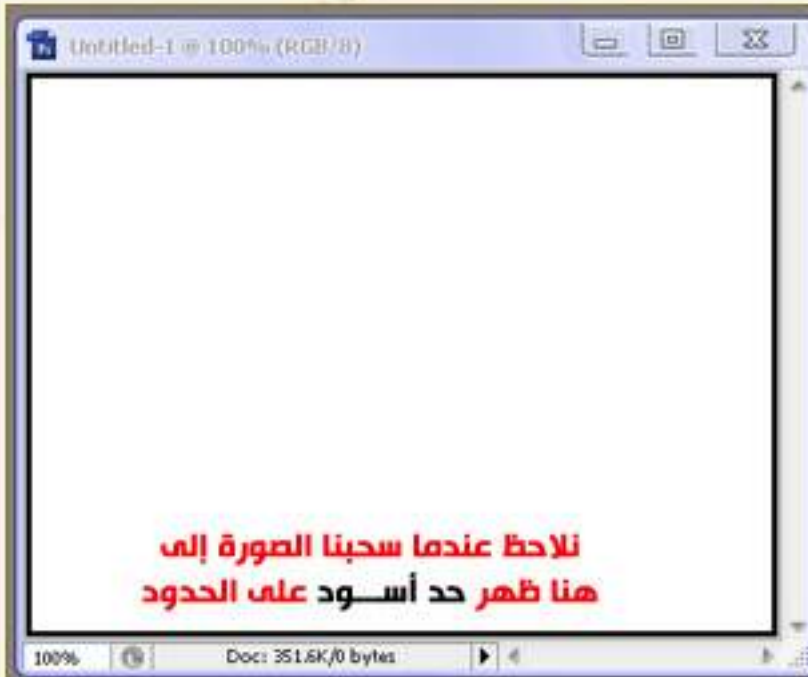 Untitled-1 @ 100% (RGB/8)
نلاحظ عندما سحبنا الصورة إلى
هنا ظهر حد أســـود على الحدود
100%
Doc: 351.6K/0 bytes